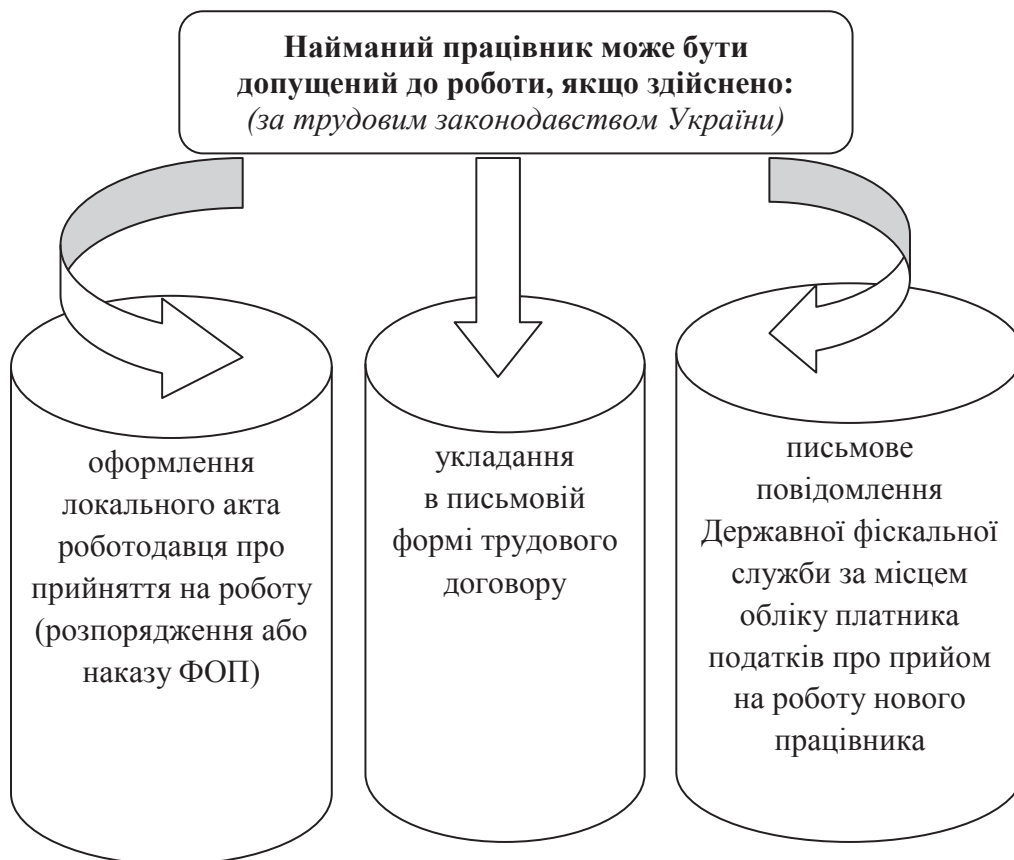 Найманий працівник може бути
допущений до роботи, якщо здійснено:
(за трудовим законодавством України)
оформлення
локального акта
роботодавця про
прийняття на роботу
(розпорядження або
наказу ФОП)
укладання
в письмовій
формі трудового
договору
письмове
повідомлення
Державної фіскальної
служби за місцем
обліку платника
податків про прийом
на роботу нового
працівника